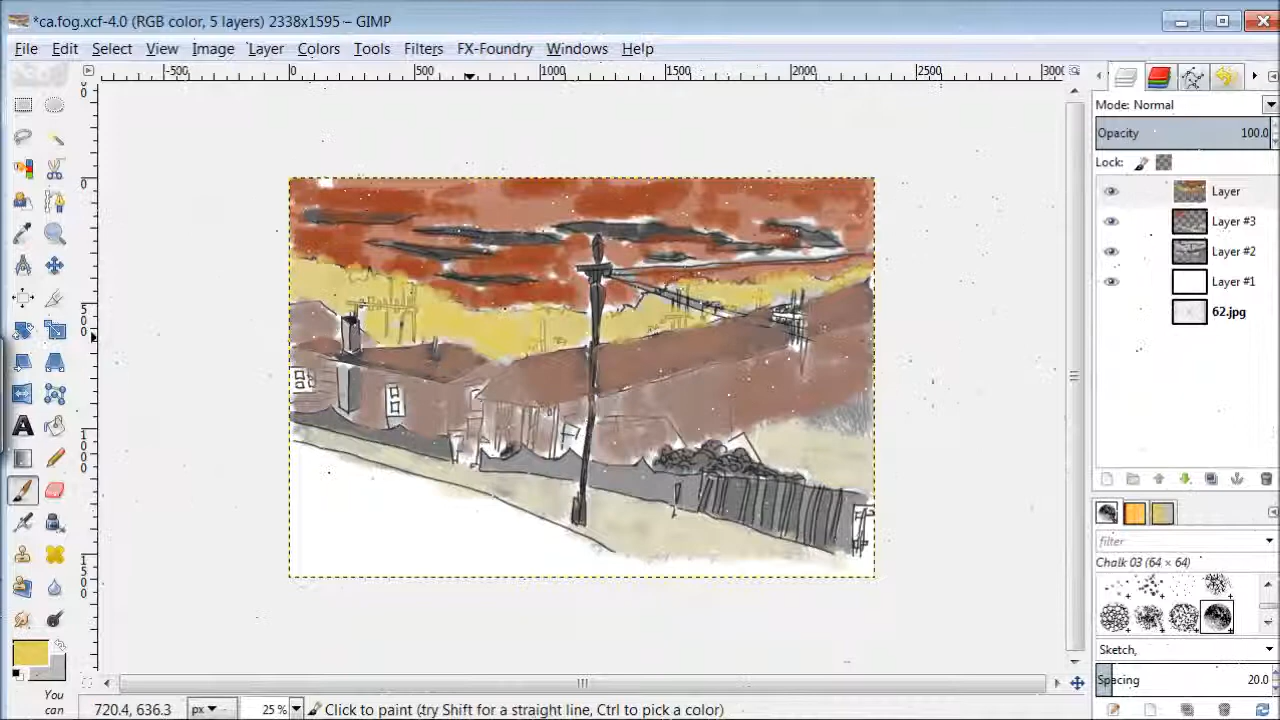 *ca.fog.xcf-4.0 (RGB color, 5 layers) 2338x1595 – GIMP
File Edit Select View Image Layer Colors Tools Filters FX-Foundry Windows Help
-500 0 500 1000 1500 2000 2500 3000
Mode: Normal
Opacity 100.0
Lock:
Layer
Layer #3
Layer #2
Layer #1
62.jpg
0
500
1000
1500
filter
Chalk 03 (64 × 64)
Sketch,
Spacing 20.0
You
can
720.4, 636.3 px 25 % Click to paint (try Shift for a straight line, Ctrl to pick a color)